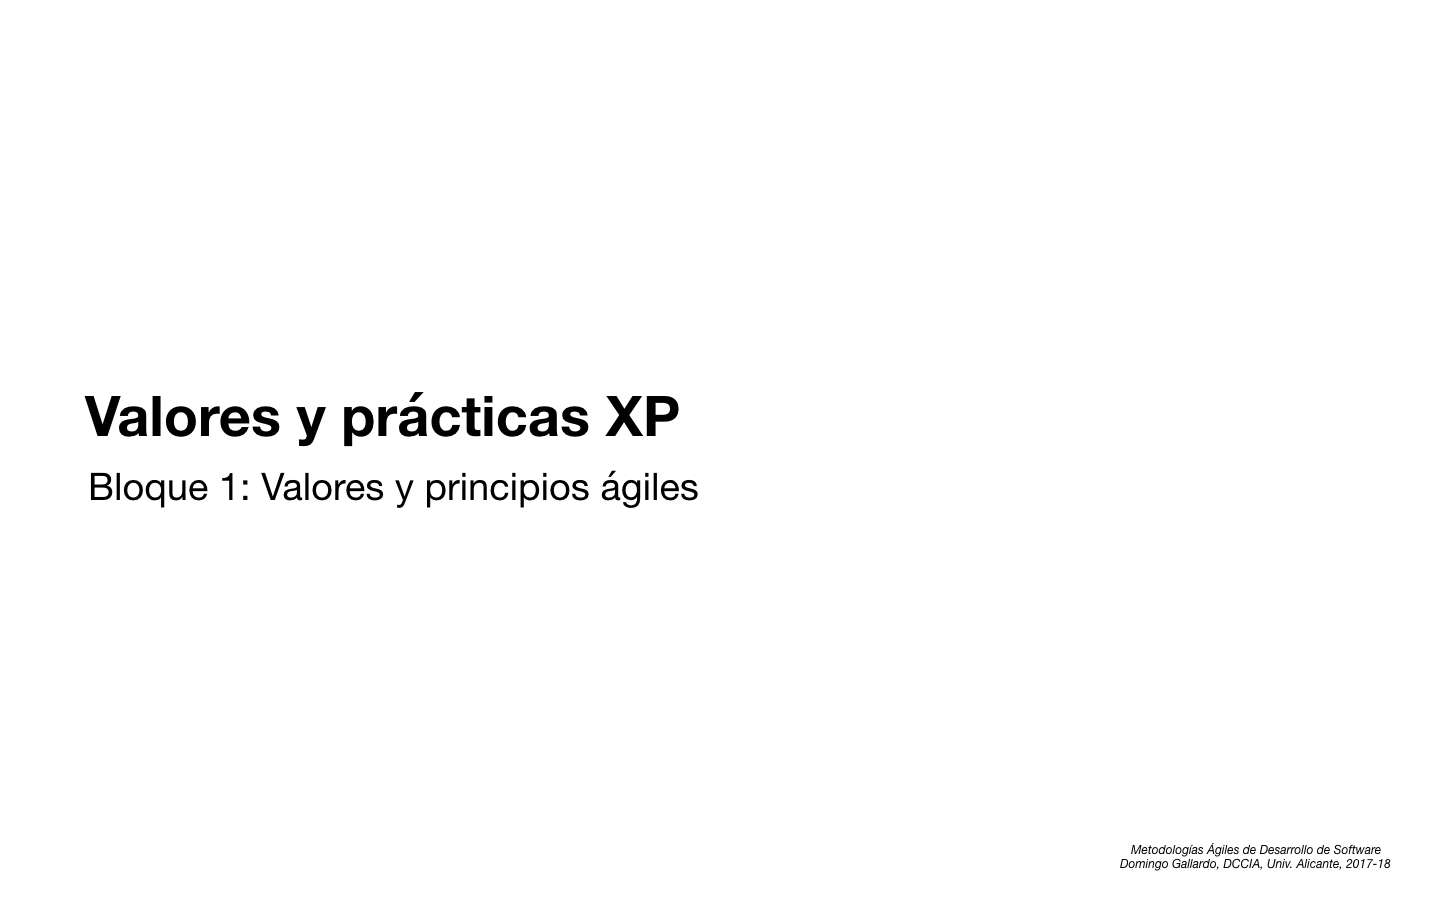 Valores y prácticas XP
Bloque 1: Valores y principios ágiles
Metodologías Ágiles de Desarrollo de Software
Domingo Gallardo, DCCIA, Univ. Alicante, 2017-18